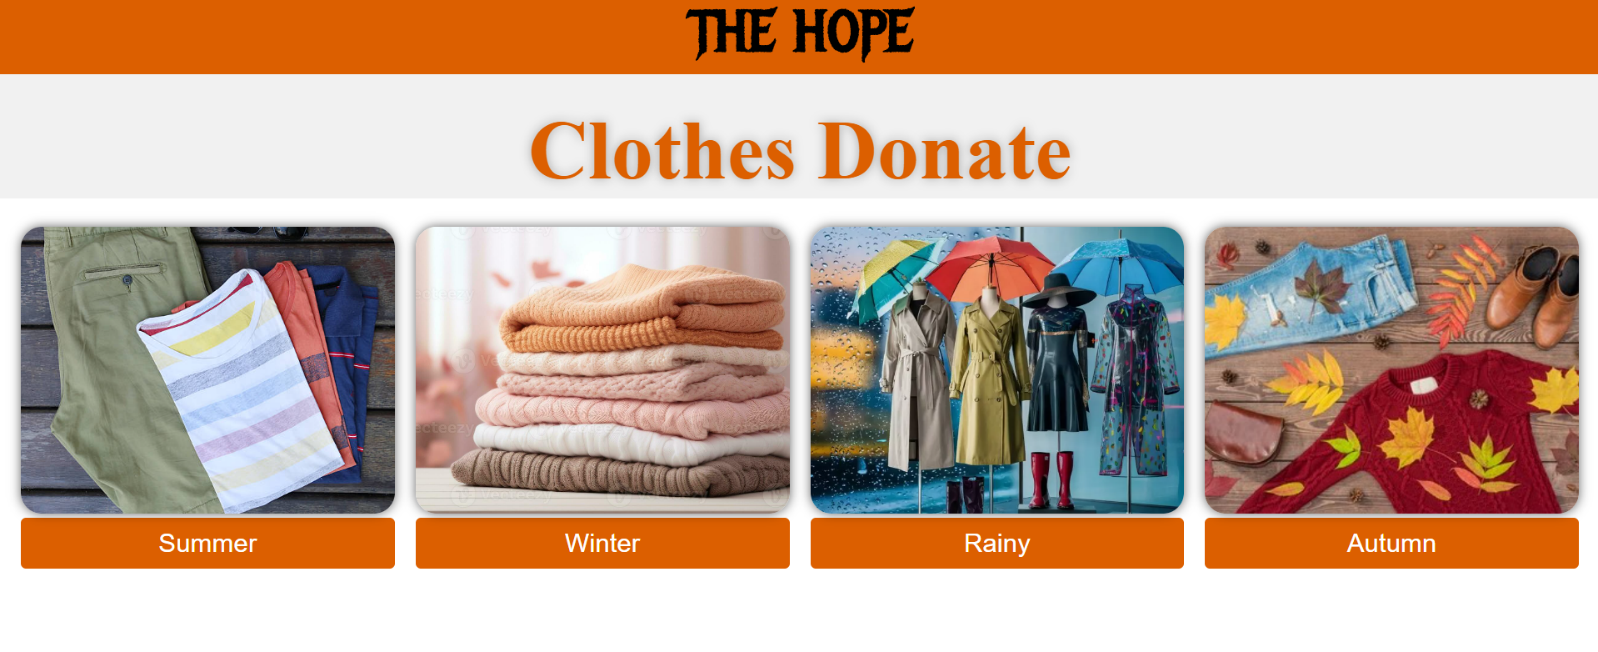 THE HOPE
Clothes Donate
Summer
Winter
Rainy
Autumn